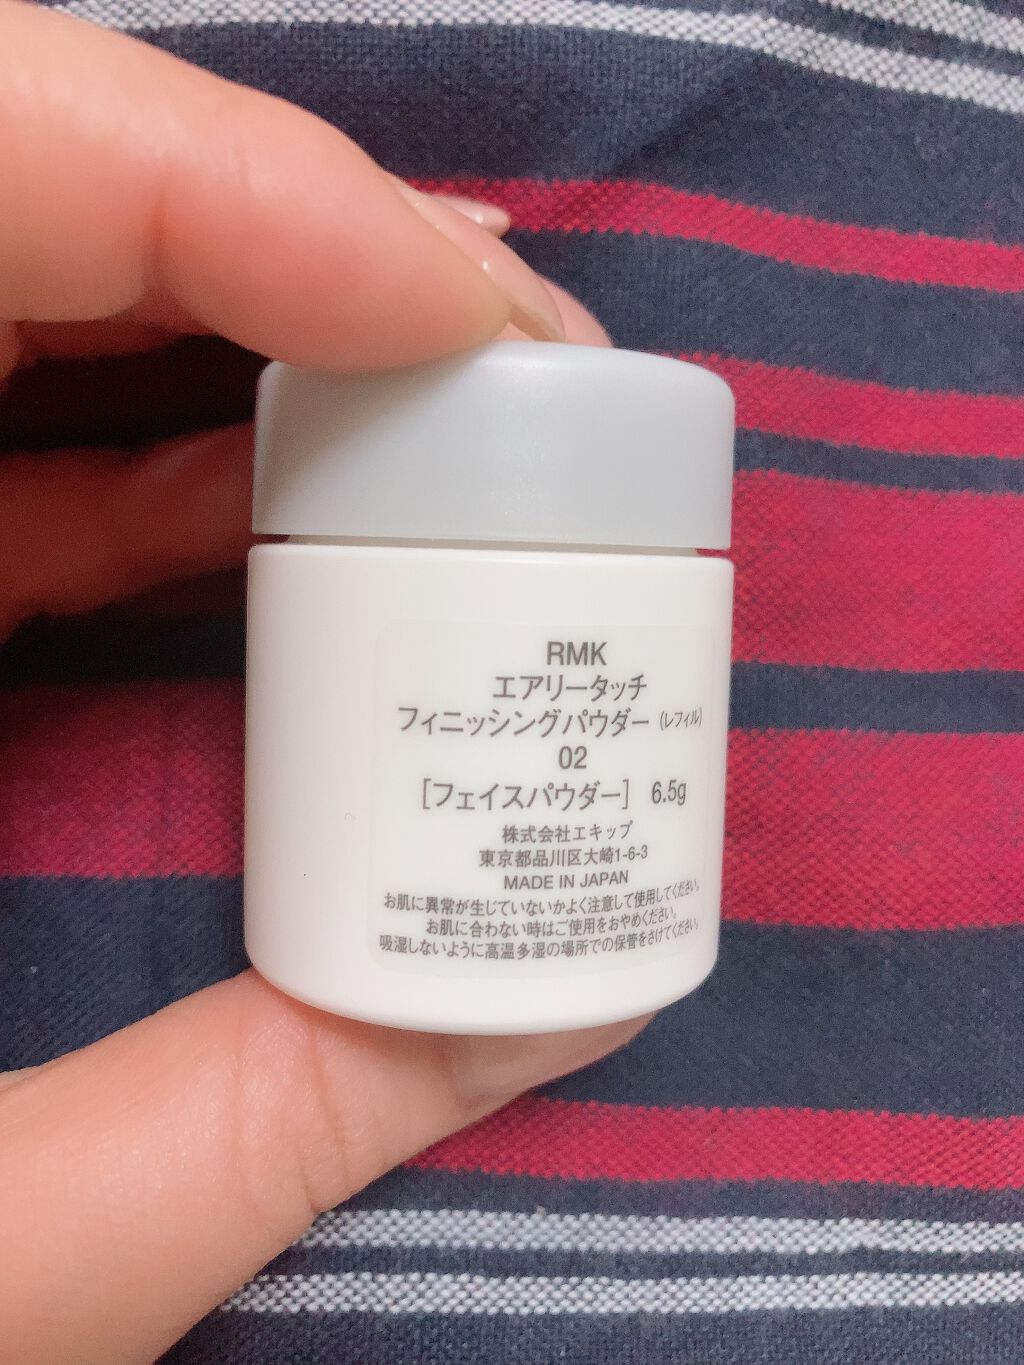 RMK
エアリータッチ
フィニッシングパウダー (レフィル)
02
[フェイスパウダー] 6.5g
株式会社エキップ
東京都品川区大崎1-6-3
MADE IN JAPAN
お肌に異常が生じていないかよく注意して使用してください。
お肌に合わない時はご使用をおやめください。
吸湿しないように高温多湿の場所での保管をさけてください。